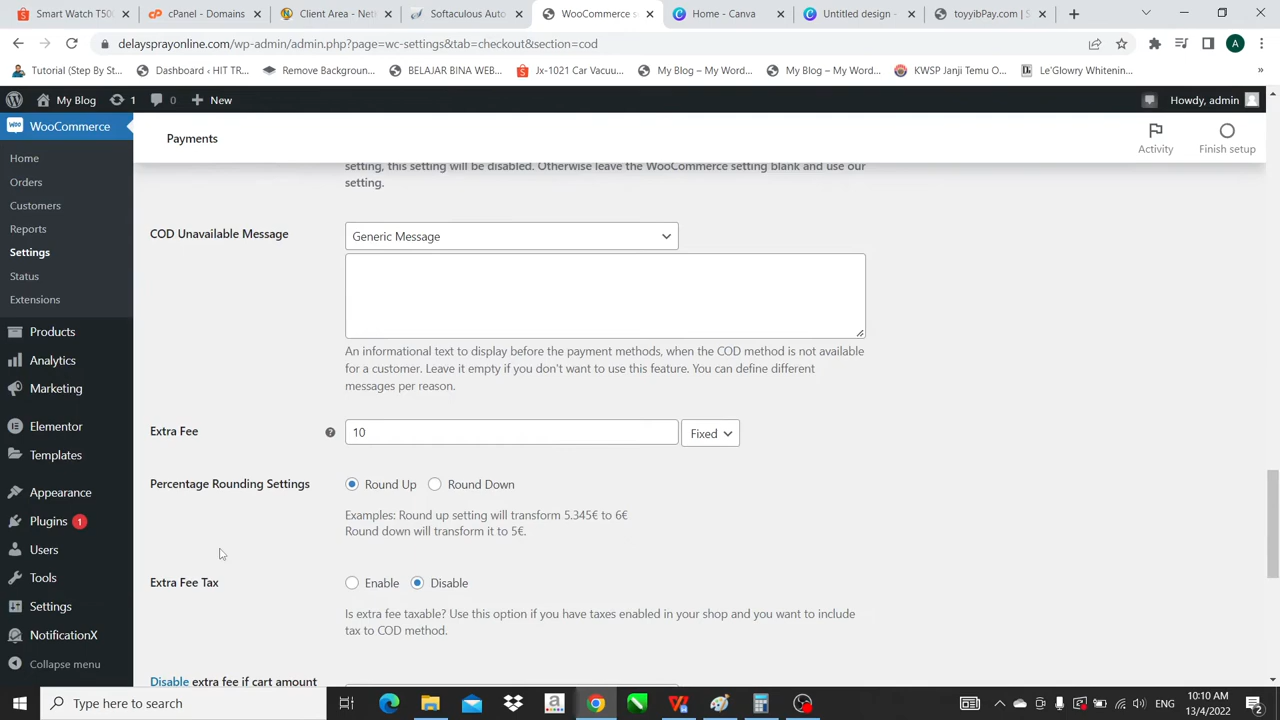 Smart Watch T500
cPanel - Domains
Client Area - Net
Softaculous Auto
WooCommerce s
Home - Canva
Untitled design -
toyyibPay.com | S
delaysprayonline.com/wp-admin/admin.php?page=wc-settings&tab=checkout&section=cod
A
Tutorial (Step By St...
Dashboard ‹ HIT TR...
Remove Backgroun...
BELAJAR BINA WEB...
Jx-1021 Car Vacuu...
My Blog – My Wor...
My Blog – My Wor...
KWSP Janji Temu O...
Le'Glowry Whitenin...
»
My Blog
1
0
New
Howdy, admin
WooCommerce
Home
Orders
Customers
Reports
Settings
Status
Extensions
Products
Analytics
Marketing
Elementor
Templates
Appearance
Plugins 1
Users
Tools
Settings
NotificationX
Collapse menu
Payments
Activity
Finish setup
setting, this setting will be disabled. Otherwise leave the WooCommerce setting blank and use our
setting.
COD Unavailable Message
Generic Message
An informational text to display before the payment methods, when the COD method is not available
for a customer. Leave it empty if you don't want to use this feature. You can define different
messages per reason.
Extra Fee
10
Fixed
Percentage Rounding Settings
Round Up
Round Down
Examples: Round up setting will transform 5.345€ to 6€
Round down will transform it to 5€.
Extra Fee Tax
Enable
Disable
Is extra fee taxable? Use this option if you have taxes enabled in your shop and you want to include
tax to COD method.
Disable extra fee if cart amount
Type here to search
ENG
10:10 AM
13/4/2022
2